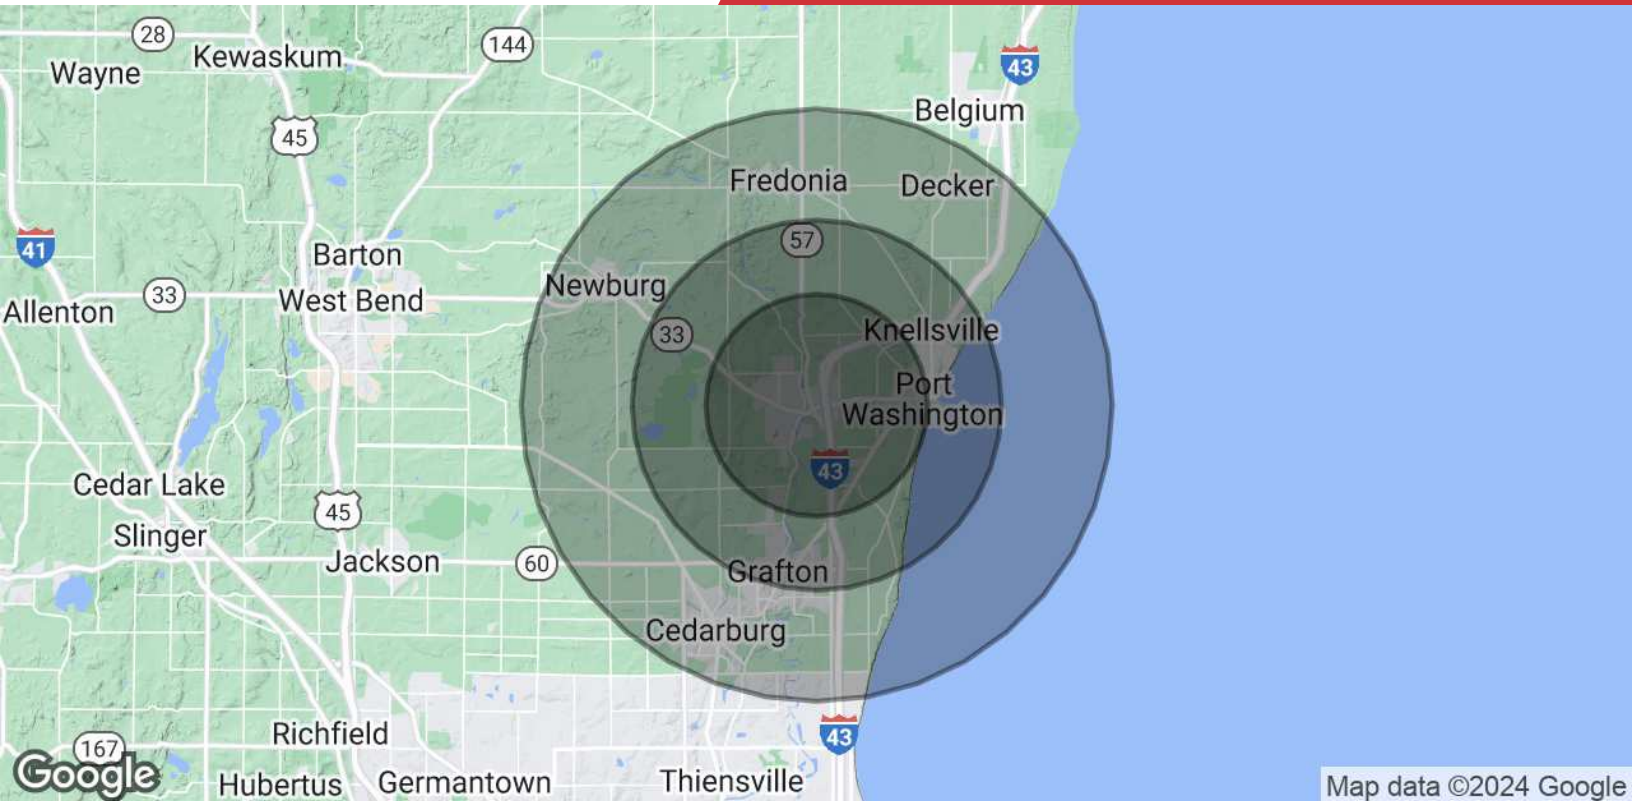 28
Kewaskum
144
Wayne
43
Belgium
45
Fredonia
Decker
41
Barton
57
33
West Bend
Newburg
Allenton
33
Knellsville
Port
Washington
43
Cedar Lake
45
Slinger
Jackson
60
Grafton
Cedarburg
Richfield
43
167
Google
Hubertus
Germantown
Thiensville
Map data ©2024 Google